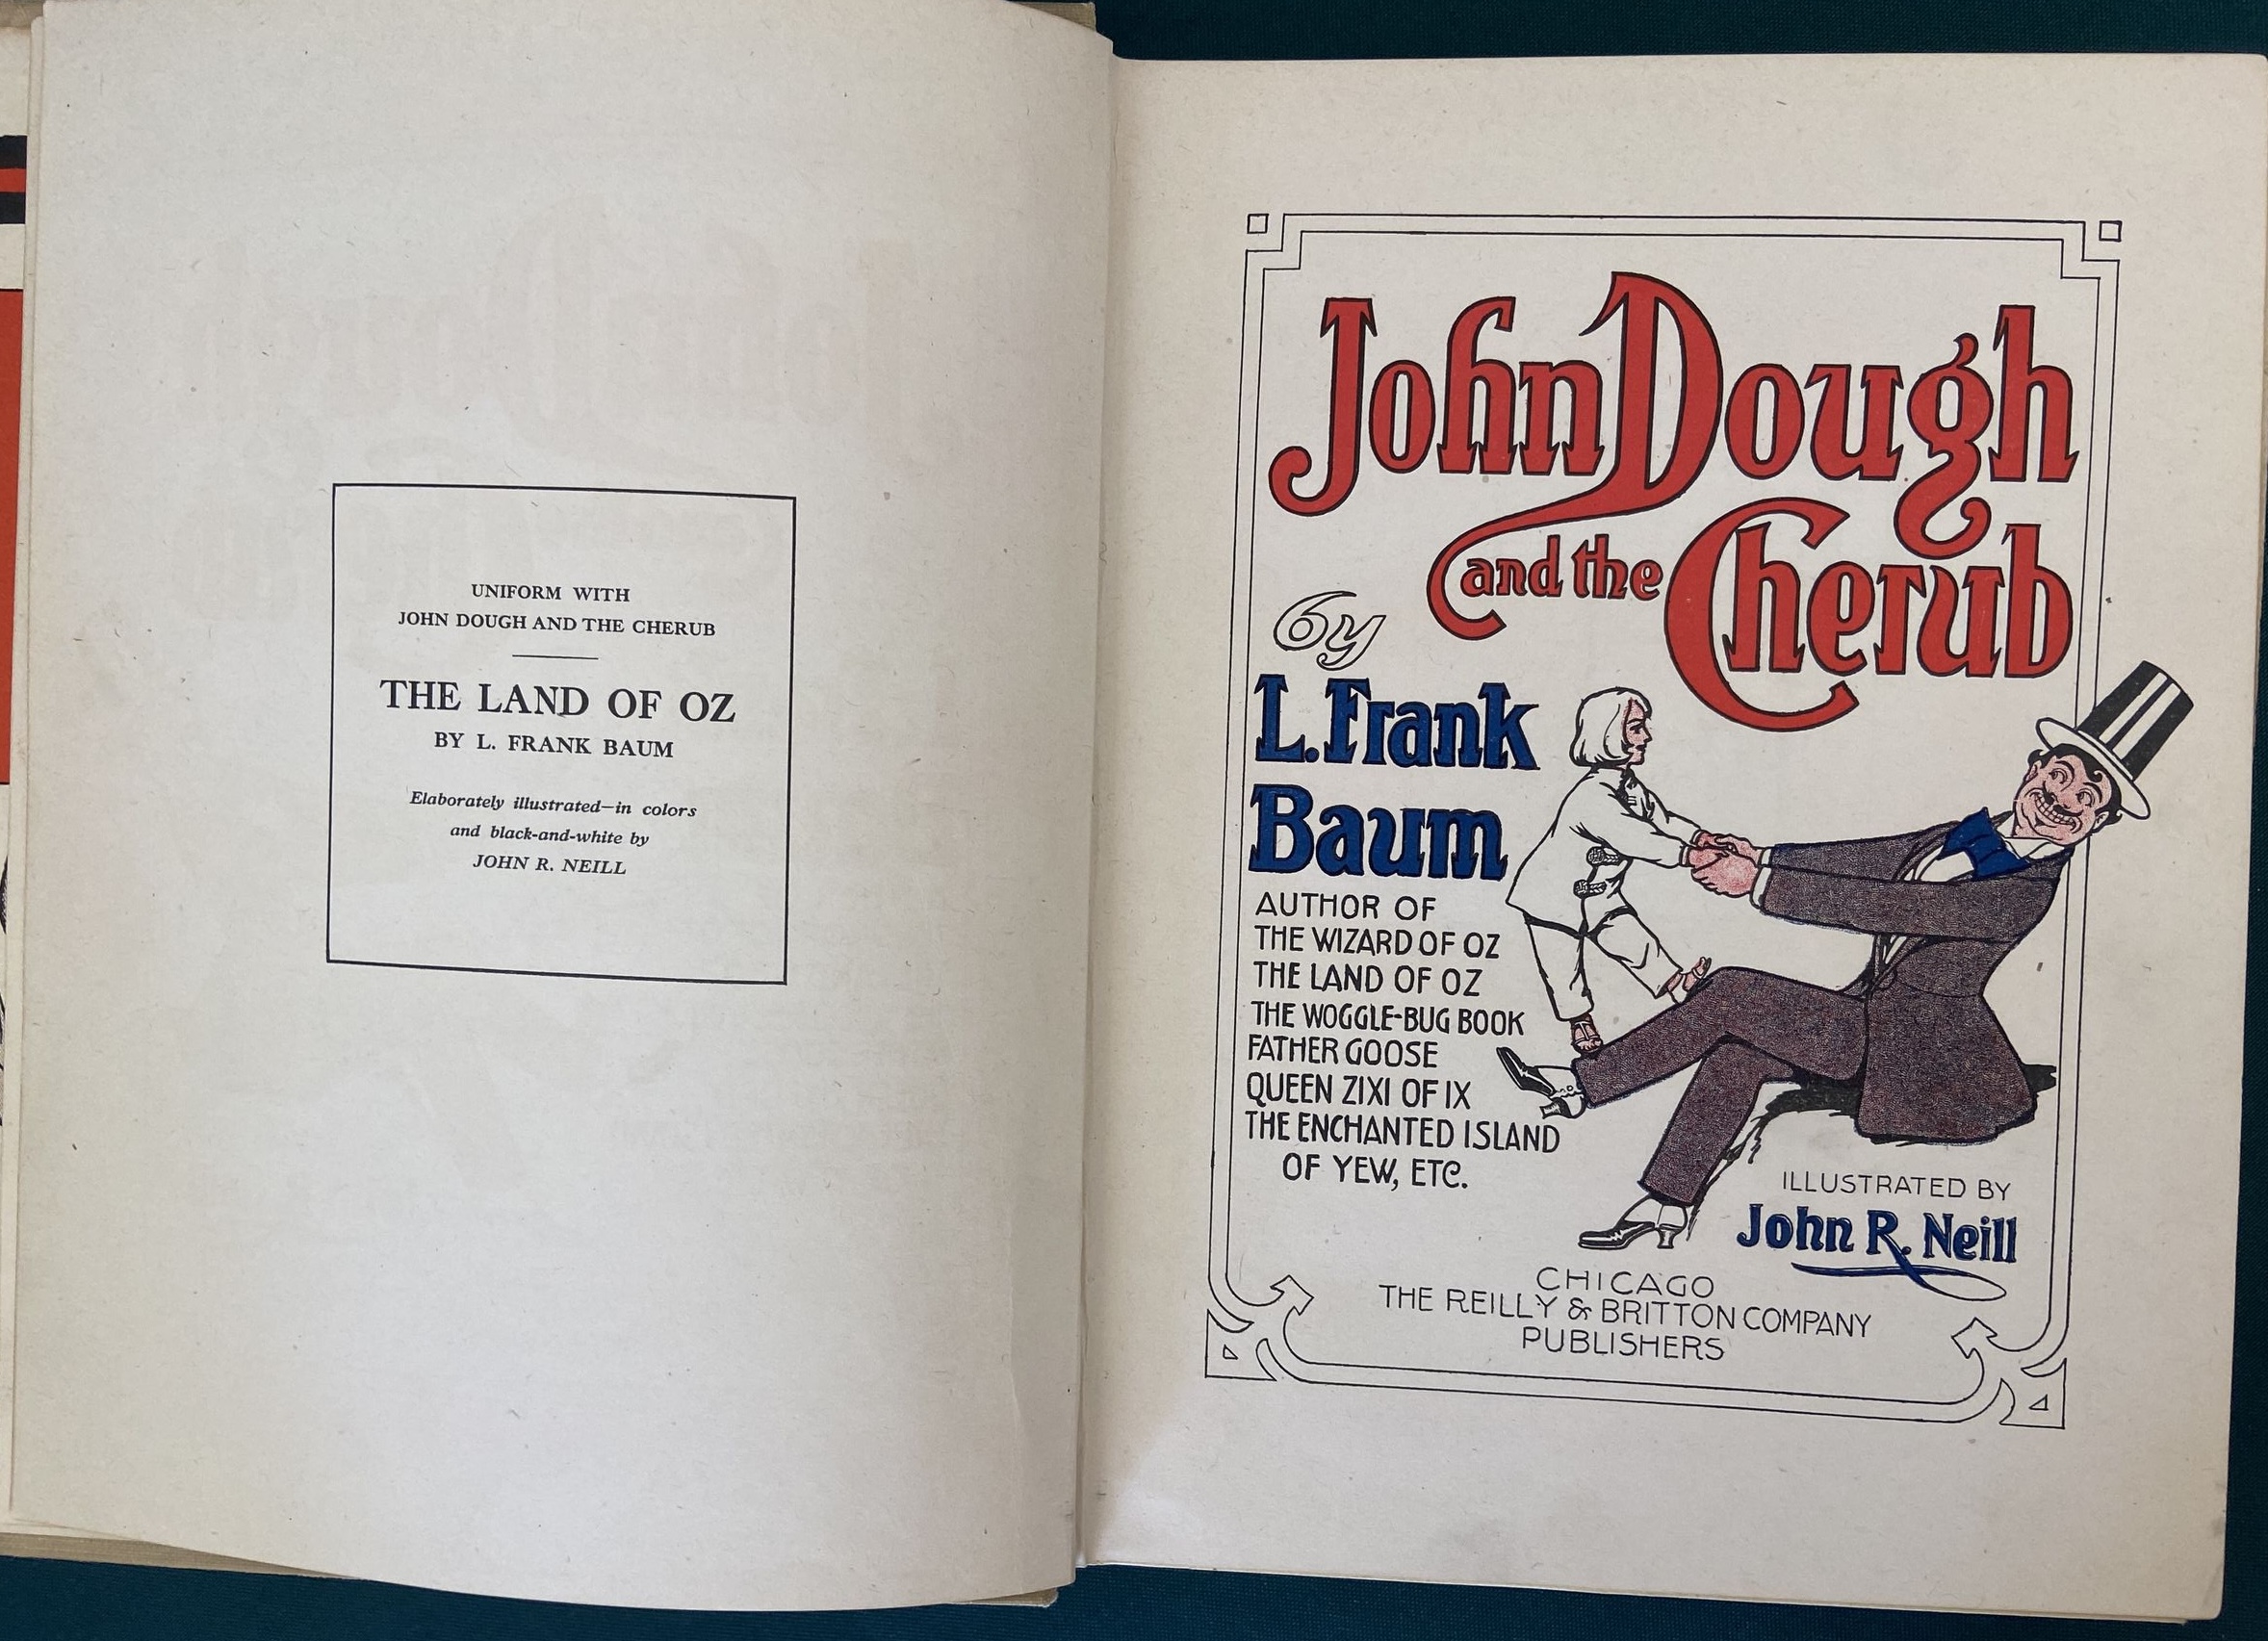 UNIFORM WITH
JOHN DOUGH AND THE CHERUB
THE LAND OF OZ
BY L. FRANK BAUM
Elaborately illustrated—in colors
and black-and-white by
JOHN R. NEILL
John Dough
and the Cherub
by
L. Frank
Baum
AUTHOR OF
THE WIZARD OF OZ
THE LAND OF OZ
THE WOGGLE-BUG BOOK
FATHER GOOSE
QUEEN ZIXI OF IX
THE ENCHANTED ISLAND
OF YEW, ETC.
ILLUSTRATED BY
John R. Neill
CHICAGO
THE REILLY & BRITTON COMPANY
PUBLISHERS